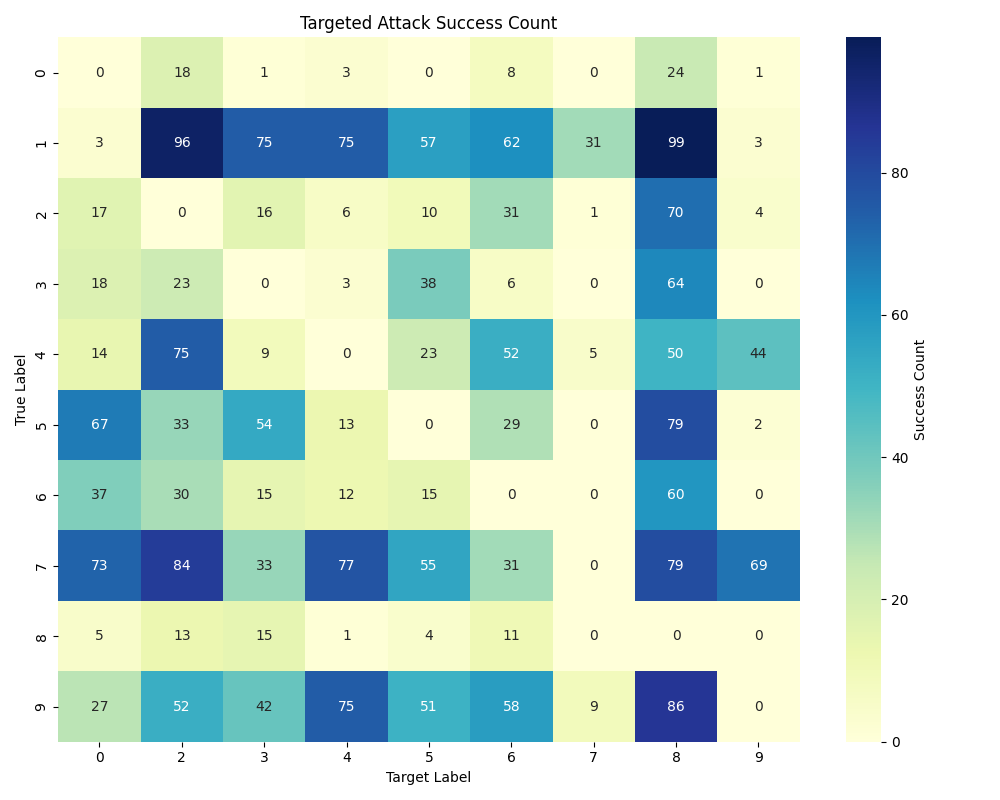 Targeted Attack Success Count
True Label
0 0 18 1 3 0 8 0 24 1
1 3 96 75 75 57 62 31 99 3
2 17 0 16 6 10 31 1 70 4
3 18 23 0 3 38 6 0 64 0
4 14 75 9 0 23 52 5 50 44
5 67 33 54 13 0 29 0 79 2
6 37 30 15 12 15 0 0 60 0
7 73 84 33 77 55 31 0 79 69
8 5 13 15 1 4 11 0 0 0
9 27 52 42 75 51 58 9 86 0
0 2 3 4 5 6 7 8 9
Target Label
80
60
40
20
0
Success Count